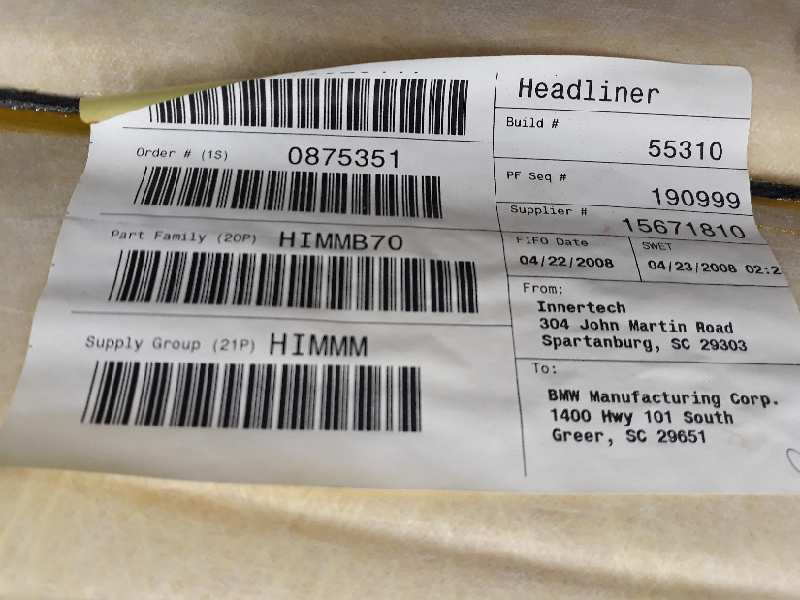 Headliner
Build #
55310
Order # (1S) 0875351
PF Seq #
190999
Supplier #
15671810
Part Family (20P) HIMMB70
FIFO Date
04/22/2008
SWET
04/23/2008 02:2
From:
Innertech
304 John Martin Road
Spartanburg, SC 29303
Supply Group (21P) HIMMM
To:
BMW Manufacturing Corp.
1400 Hwy 101 South
Greer, SC 29651